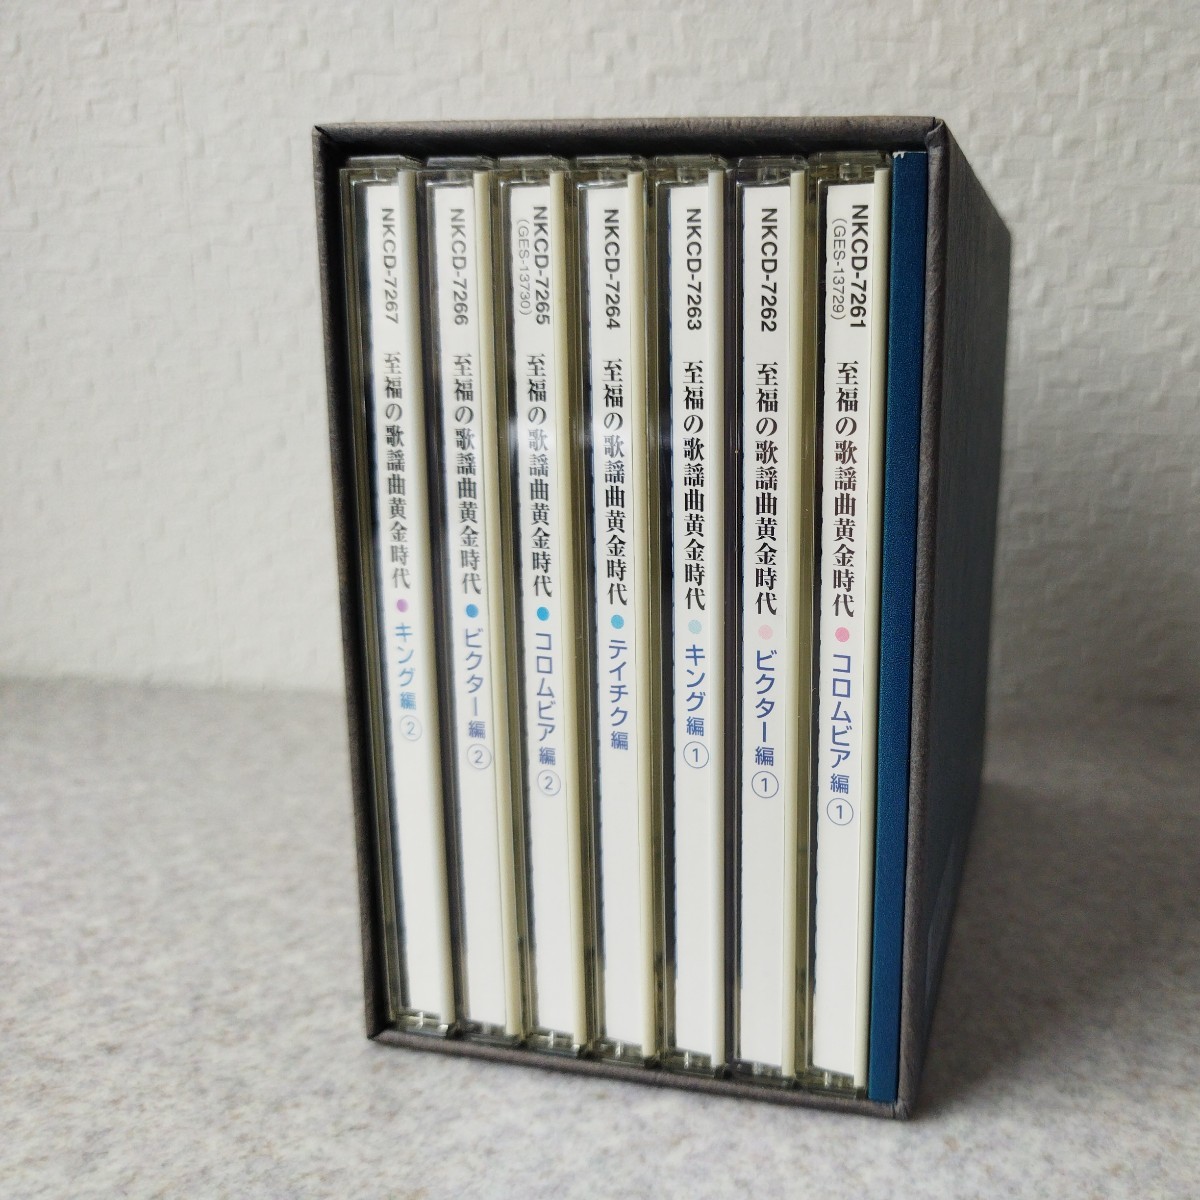 NKCD-7267 至福の歌謡曲黄金時代 ● キング編 ②
NKCD-7266 至福の歌謡曲黄金時代 ● ビクター編 ②
NKCD-7265 (GES-13730) 至福の歌謡曲黄金時代 ● コロムビア編 ②
NKCD-7264 至福の歌謡曲黄金時代 ● テイチク編
NKCD-7263 至福の歌謡曲黄金時代 ● キング編 ①
NKCD-7262 至福の歌謡曲黄金時代 ● ビクター編 ①
NKCD-7261 (GES-13729) 至福の歌謡曲黄金時代 ● コロムビア編 ①